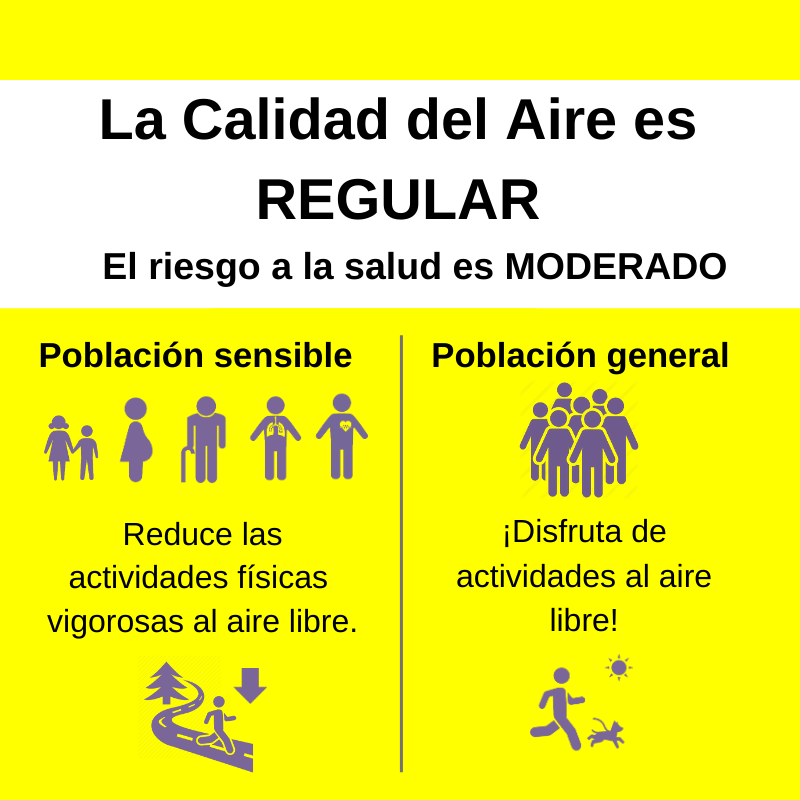 La Calidad del Aire es
REGULAR
El riesgo a la salud es MODERADO
Población sensible
Reduce las
actividades físicas
vigorosas al aire libre.
Población general
¡Disfruta de
actividades al aire
libre!